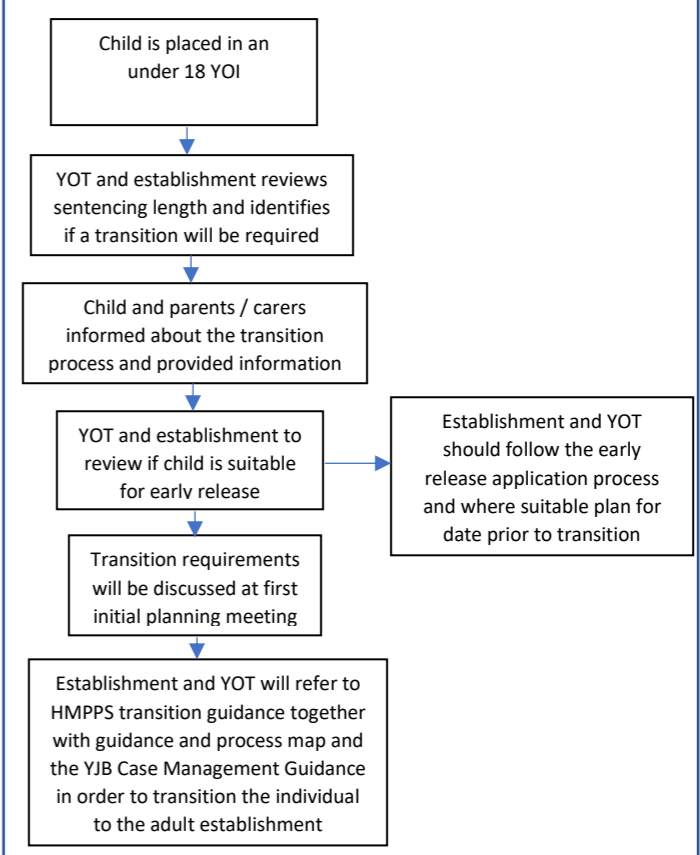 Child is placed in an
under 18 YOI
YOT and establishment reviews
sentencing length and identifies
if a transition will be required
Child and parents / carers
informed about the transition
process and provided information
YOT and establishment to
review if child is suitable
for early release
Establishment and YOT
should follow the early
release application process
and where suitable plan for
date prior to transition
Transition requirements
will be discussed at first
initial planning meeting
Establishment and YOT will refer to
HMPPS transition guidance together
with guidance and process map and
the YJB Case Management Guidance
in order to transition the individual
to the adult establishment